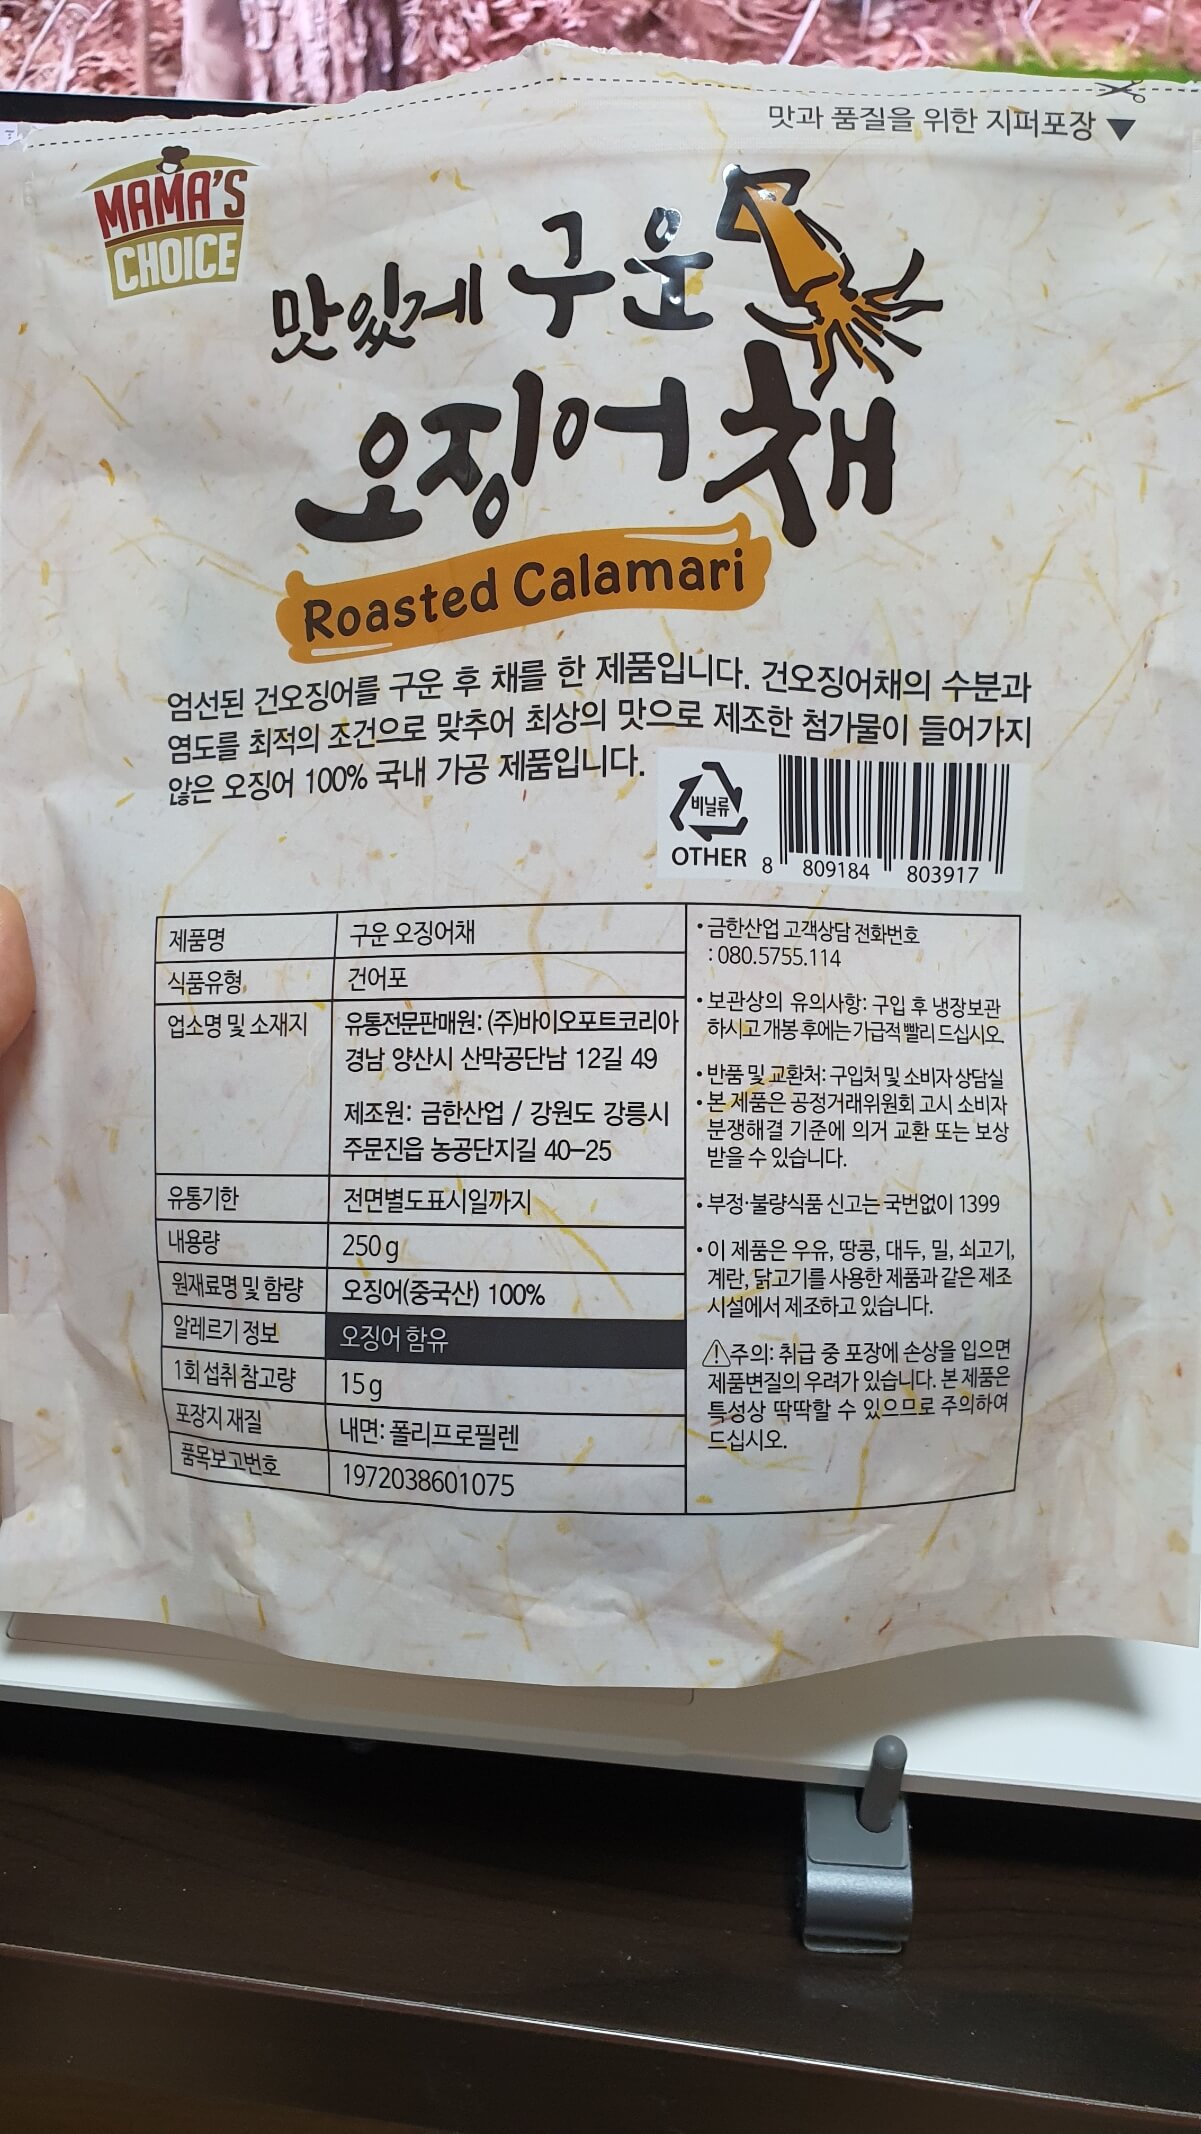 맛과 품질을 위한 지퍼포장 ▼
MAMA'S
CHOICE
맛있게 구운
오징어채
Roasted Calamari
엄선된 건오징어를 구운 후 채를 한 제품입니다. 건오징어채의 수분과
염도를 최적의 조건으로 맞추어 최상의 맛으로 제조한 첨가물이 들어가지
않은 오징어 100% 국내 가공 제품입니다.
비닐류
OTHER
8 809184 803917
제품명 구운 오징어채
식품유형 건어포
업소명 및 소재지 유통전문판매원: (주)바이오포트코리아
경남 양산시 산막공단남 12길 49
제조원: 금한산업 / 강원도 강릉시
주문진읍 농공단지길 40-25
유통기한 전면별도표시일까지
내용량 250 g
원재료명 및 함량 오징어(중국산) 100%
알레르기 정보 오징어 함유
1회 섭취 참고량 15 g
포장지 재질 내면: 폴리프로필렌
품목보고번호 1972038601075
• 금한산업 고객상담 전화번호
: 080.5755.114
• 보관상의 유의사항: 구입 후 냉장보관
하시고 개봉 후에는 가급적 빨리 드십시오.
• 반품 및 교환처: 구입처 및 소비자 상담실
• 본 제품은 공정거래위원회 고시 소비자
분쟁해결 기준에 의거 교환 또는 보상
받을 수 있습니다.
• 부정·불량식품 신고는 국번없이 1399
• 이 제품은 우유, 땅콩, 대두, 밀, 쇠고기,
계란, 닭고기를 사용한 제품과 같은 제조
시설에서 제조하고 있습니다.
⚠주의: 취급 중 포장에 손상을 입으면
제품변질의 우려가 있습니다. 본 제품은
특성상 딱딱할 수 있으므로 주의하여
드십시오.